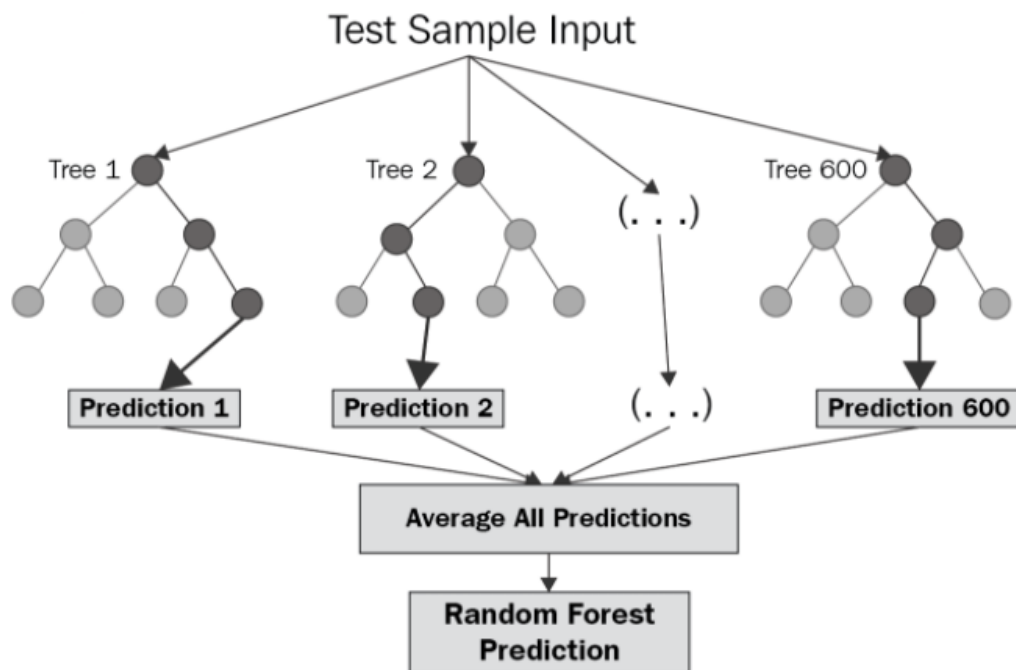 Test Sample Input
Tree 1
Tree 2
Tree 600
(. . .)
Prediction 1
Prediction 2
(. . .)
Prediction 600
Average All Predictions
Random Forest
Prediction